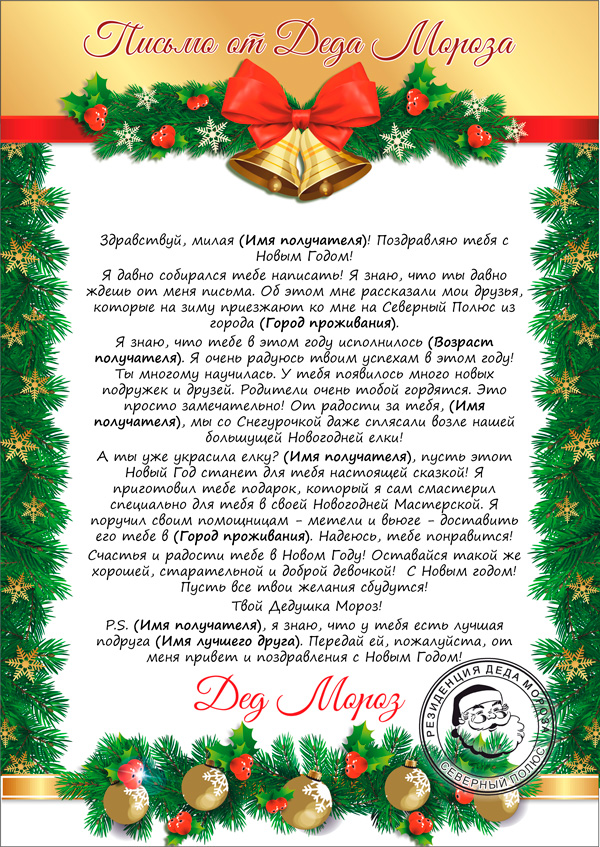 Письмо от Деда Мороза
Здравствуй, милая (Имя получателя)! Поздравляю тебя с
Новым Годом!
Я давно собирался тебе написать! Я знаю, что ты давно
ждешь от меня письма. Об этом мне рассказали мои друзья,
которые на зиму приезжают ко мне на Северный Полюс из
города (Город проживания).
Я знаю, что тебе в этом году исполнилось (Возраст
получателя). Я очень радуюсь твоим успехам в этом году!
Ты многому научилась. У тебя появилось много новых
подружек и друзей. Родители очень тобой гордятся. Это
просто замечательно! От радости за тебя, (Имя
получателя), мы со Снегурочкой даже сплясали возле нашей
большущей Новогодней елки!
А ты уже украсила елку? (Имя получателя), пусть этот
Новый Год станет для тебя настоящей сказкой! Я
приготовил тебе подарок, который я сам смастерил
специально для тебя в своей Новогодней Мастерской. Я
поручил своим помощницам - метели и вьюге - доставить
его тебе в (Город проживания). Надеюсь, тебе понравится!
Счастья и радости тебе в Новом Году! Оставайся такой же
хорошей, старательной и доброй девочкой! С Новым годом!
Пусть все твои желания сбудутся!
Твой Дедушка Мороз!
P.S. (Имя получателя), я знаю, что у тебя есть лучшая
подруга (Имя лучшего друга). Передай ей, пожалуйста, от
меня привет и поздравления с Новым Годом!
Дед Мороз
РЕЗИДЕНЦИЯ ДЕДА МОРОЗА
СЕВЕРНЫЙ ПОЛЮС